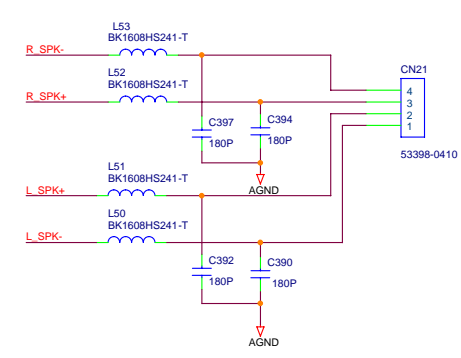 L53
BK1608HS241-T
R_SPK-
L52
BK1608HS241-T
R_SPK+
CN21
4
3
2
1
53398-0410
C397
180P
C394
180P
AGND
L51
BK1608HS241-T
L_SPK+
L50
BK1608HS241-T
L_SPK-
C392
180P
C390
180P
AGND